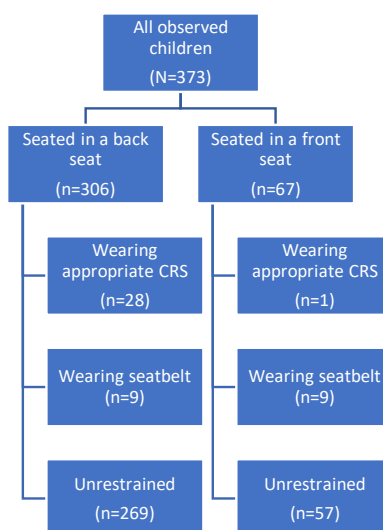 All observed
children
(N=373)
Seated in a back
seat
(n=306)
Seated in a front
seat
(n=67)
Wearing
appropriate CRS
(n=28)
Wearing
appropriate CRS
(n=1)
Wearing seatbelt
(n=9)
Wearing seatbelt
(n=9)
Unrestrained
(n=269)
Unrestrained
(n=57)